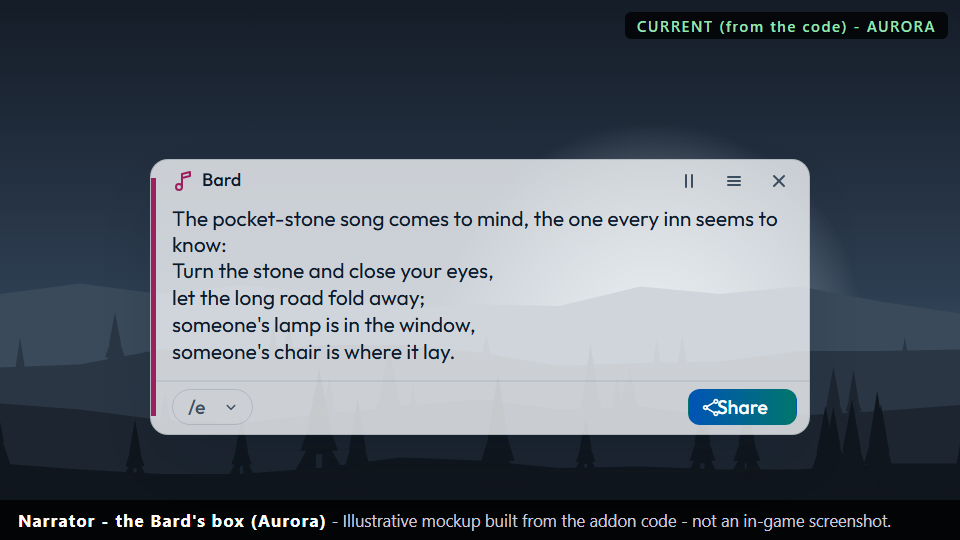 CURRENT (from the code) - AURORA
Bard
The pocket-stone song comes to mind, the one every inn seems to
know:
Turn the stone and close your eyes,
let the long road fold away;
someone's lamp is in the window,
someone's chair is where it lay.
/e
Share
Narrator - the Bard's box (Aurora) - Illustrative mockup built from the addon code - not an in-game screenshot.